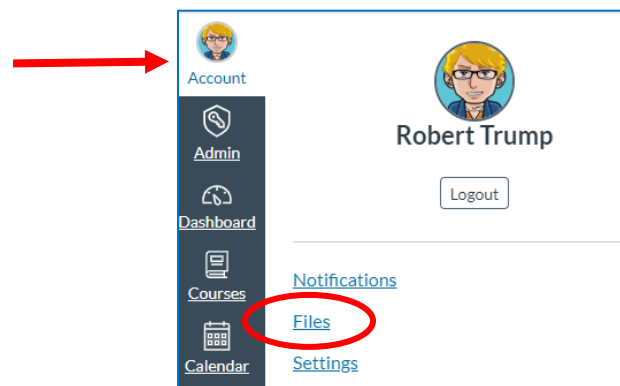 Account
Admin
Dashboard
Courses
Calendar
Robert Trump
Logout
Notifications
Files
Settings